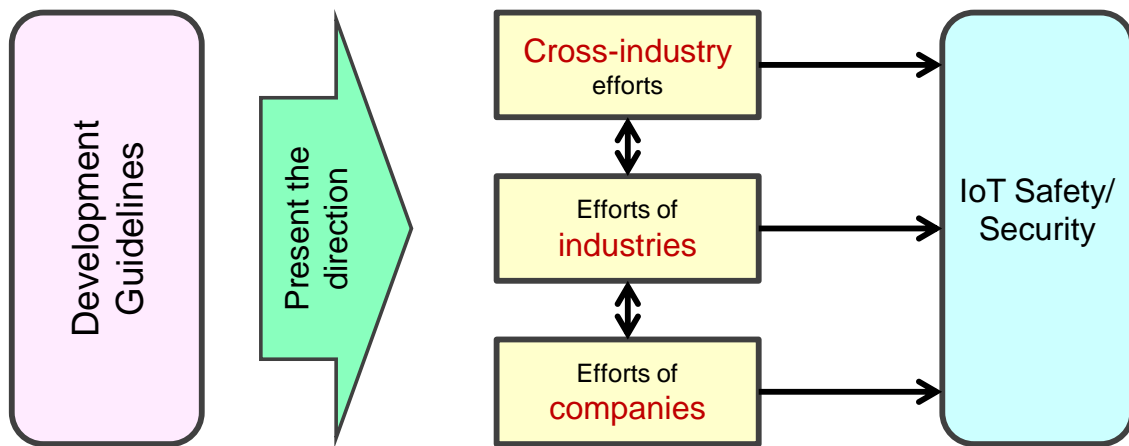 Development
Guidelines
Present the
direction
Cross-industry
efforts
Efforts of
industries
Efforts of
companies
IoT Safety/
Security